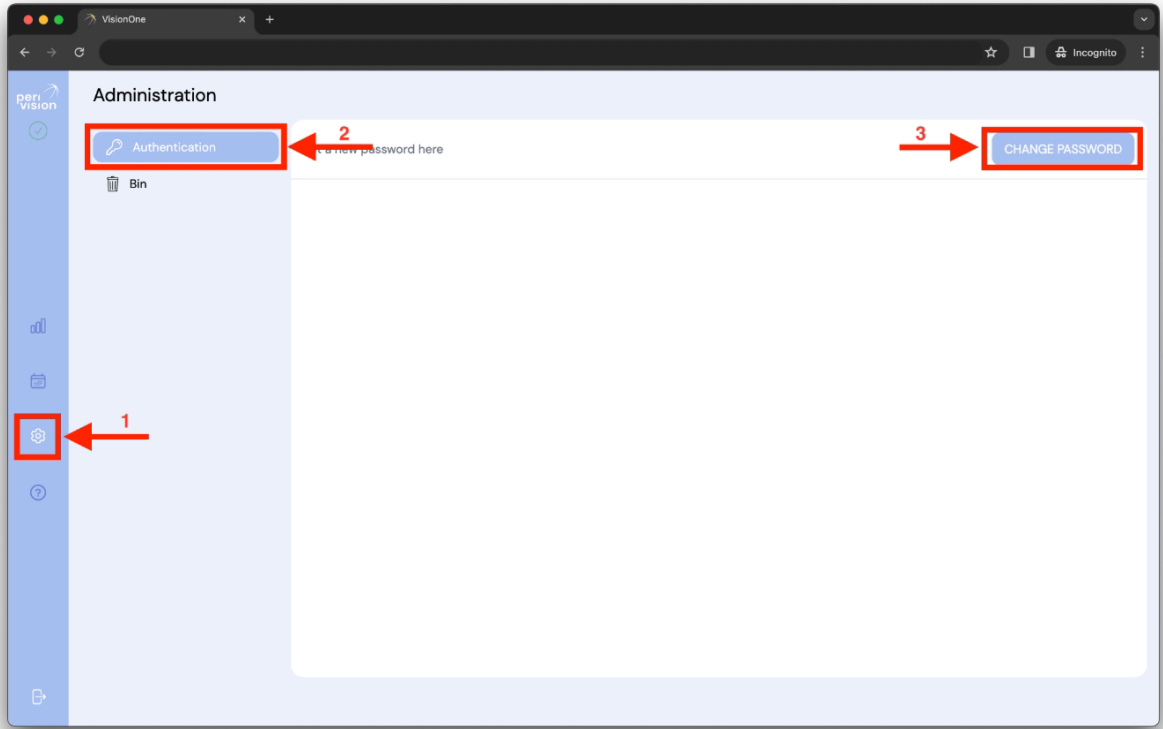 VisionOne
Incognito
peri
vision
Administration
Authentication
2
a new password here
3
CHANGE PASSWORD
Bin
1
?